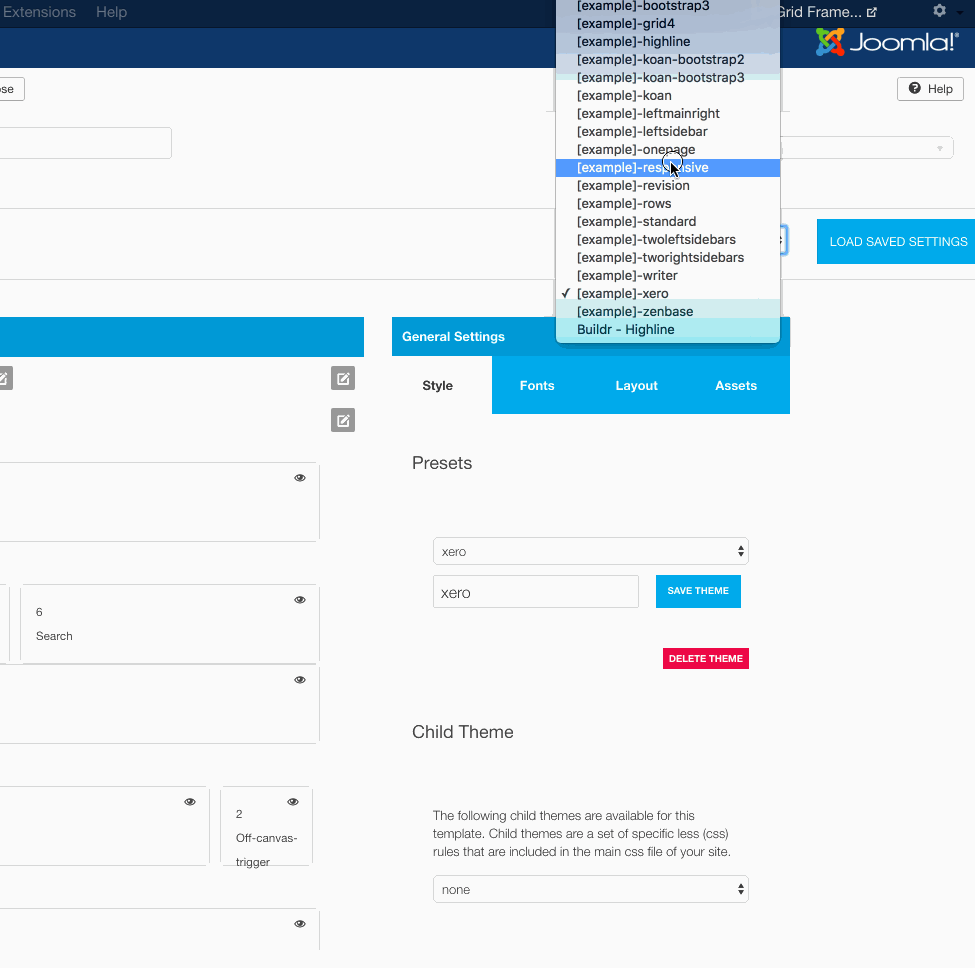 Extensions Help
Grid Frame...
Joomla!®
[example]-bootstrap3
[example]-grid4
[example]-highline
[example]-koan-bootstrap2
[example]-koan-bootstrap3
[example]-koan
[example]-leftmainright
[example]-leftsidebar
[example]-onepage
[example]-responsive
[example]-revision
[example]-rows
[example]-standard
[example]-twoleftsidebars
[example]-tworightsidebars
[example]-writer
✓ [example]-xero
[example]-zenbase
Buildr - Highline
ose
Help
LOAD SAVED SETTINGS
General Settings
Style Fonts Layout Assets
Presets
xero
xero SAVE THEME
DELETE THEME
6
Search
2
Off-canvas-
trigger
Child Theme
The following child themes are available for this
template. Child themes are a set of specific less (css)
rules that are included in the main css file of your site.
none